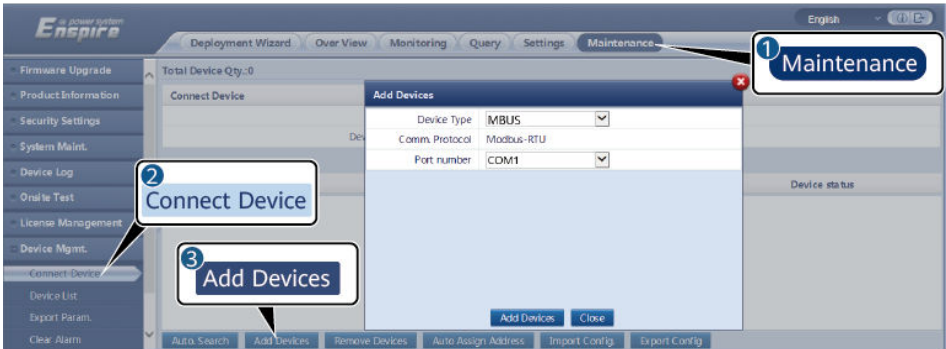 is power system
Enspire
English
Deployment Wizard
Over View
Monitoring
Query
Settings
Maintenance
1
Maintenance
Firmware Upgrade
Product Information
Security Settings
System Maint.
Device Log
Onsite Test
License Management
Device Mgmt.
Connect Device
Device List
Export Param.
Clear Alarm
2
Connect Device
3
Add Devices
Total Device Qty.:0
Connect Device
Dev
Device status
Add Devices
Device Type MBUS
Comm. Protocol Modbus-RTU
Port number COM1
Add Devices Close
Auto. Search Add Devices Remove Devices Auto Assign Address Import Config. Export Config